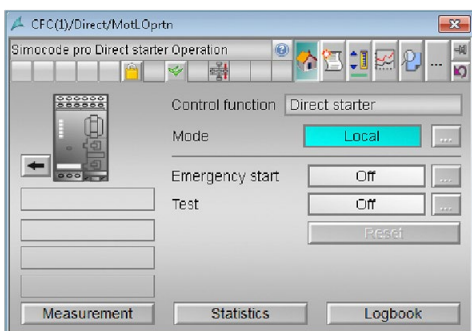 CFC(1)/Direct/MotLOprtn
Simocode pro Direct starter Operation
...
Control function Direct starter
Mode Local ...
Emergency start Off ...
Test Off ...
Reset
Measurement Statistics Logbook